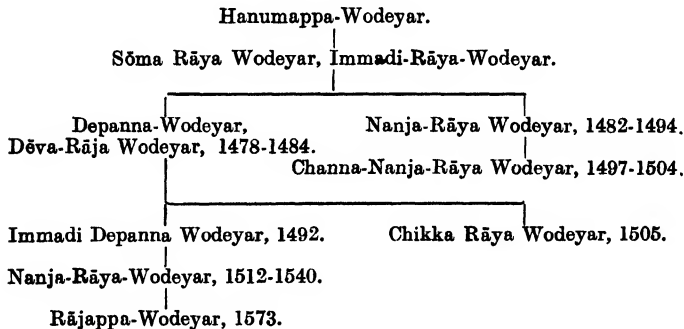 Hanumappa-Wodeyar.
Sōma Rāya Wodeyar, Immadi-Rāya-Wodeyar.
Depanna-Wodeyar,
Dēva-Rāja Wodeyar, 1478-1484.
Nanja-Rāya Wodeyar, 1482-1494.
Channa-Nanja-Rāya Wodeyar, 1497-1504.
Immadi Depanna Wodeyar, 1492.
Chikka Rāya Wodeyar, 1505.
Nanja-Rāya-Wodeyar, 1512-1540.
Rājappa-Wodeyar, 1573.